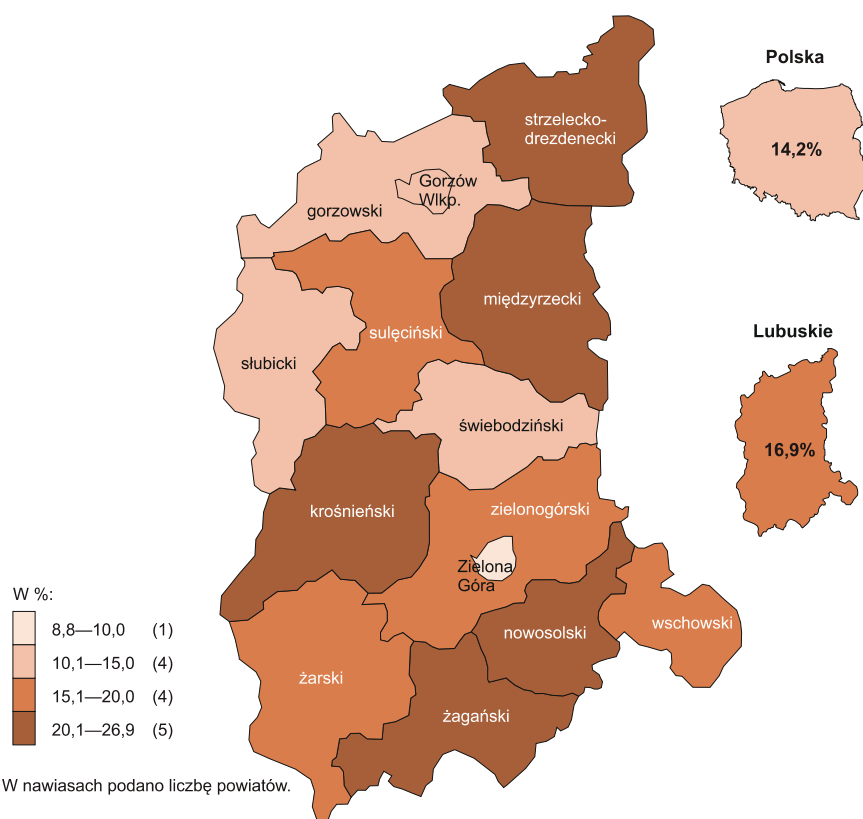 Polska
14,2%
strzelecko-
drezdenecki
Gorzów
Wlkp.
gorzowski
międzyrzecki
sulęciński
słubicki
Lubuskie
16,9%
świebodziński
krośnieński
zielonogórski
Zielona
Góra
nowosolski
wschowski
żarski
żagański
W %:
8,8—10,0 (1)
10,1—15,0 (4)
15,1—20,0 (4)
20,1—26,9 (5)
W nawiasach podano liczbę powiatów.